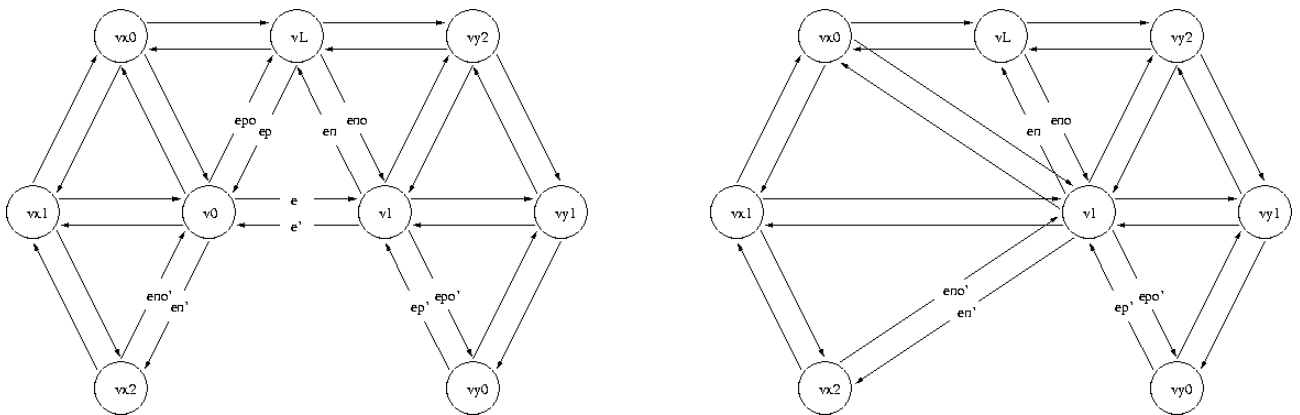 vx0 vL vy2 vx0 vL vy2
epo ep en eno en eno
vx1 v0 e v1 vy1 vx1 v1 vy1
e'
eno' en' ep' epo' eno' en' ep' epo'
vx2 vy0 vx2 vy0